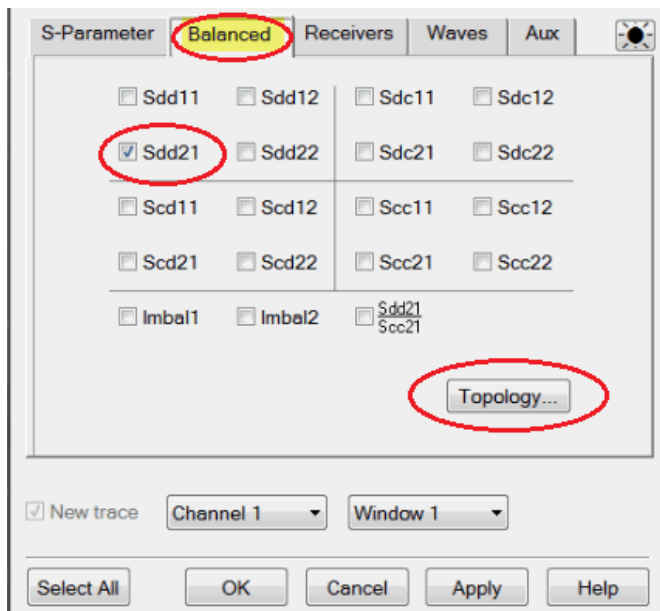 S-Parameter Balanced Receivers Waves Aux
Sdd11 Sdd12 Sdc11 Sdc12
Sdd21 Sdd22 Sdc21 Sdc22
Scd11 Scd12 Scc11 Scc12
Scd21 Scd22 Scc21 Scc22
Imbal1 Imbal2 Sdd21
Scc21
Topology...
New trace Channel 1 Window 1
Select All OK Cancel Apply Help